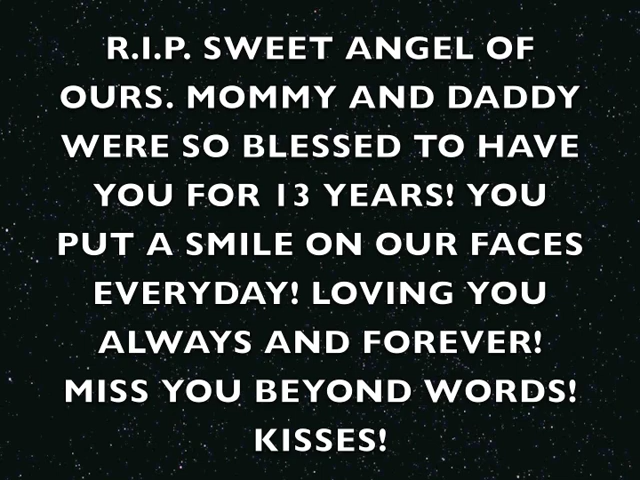 R.I.P. SWEET ANGEL OF
OURS. MOMMY AND DADDY
WERE SO BLESSED TO HAVE
YOU FOR 13 YEARS! YOU
PUT A SMILE ON OUR FACES
EVERYDAY! LOVING YOU
ALWAYS AND FOREVER!
MISS YOU BEYOND WORDS!
KISSES!